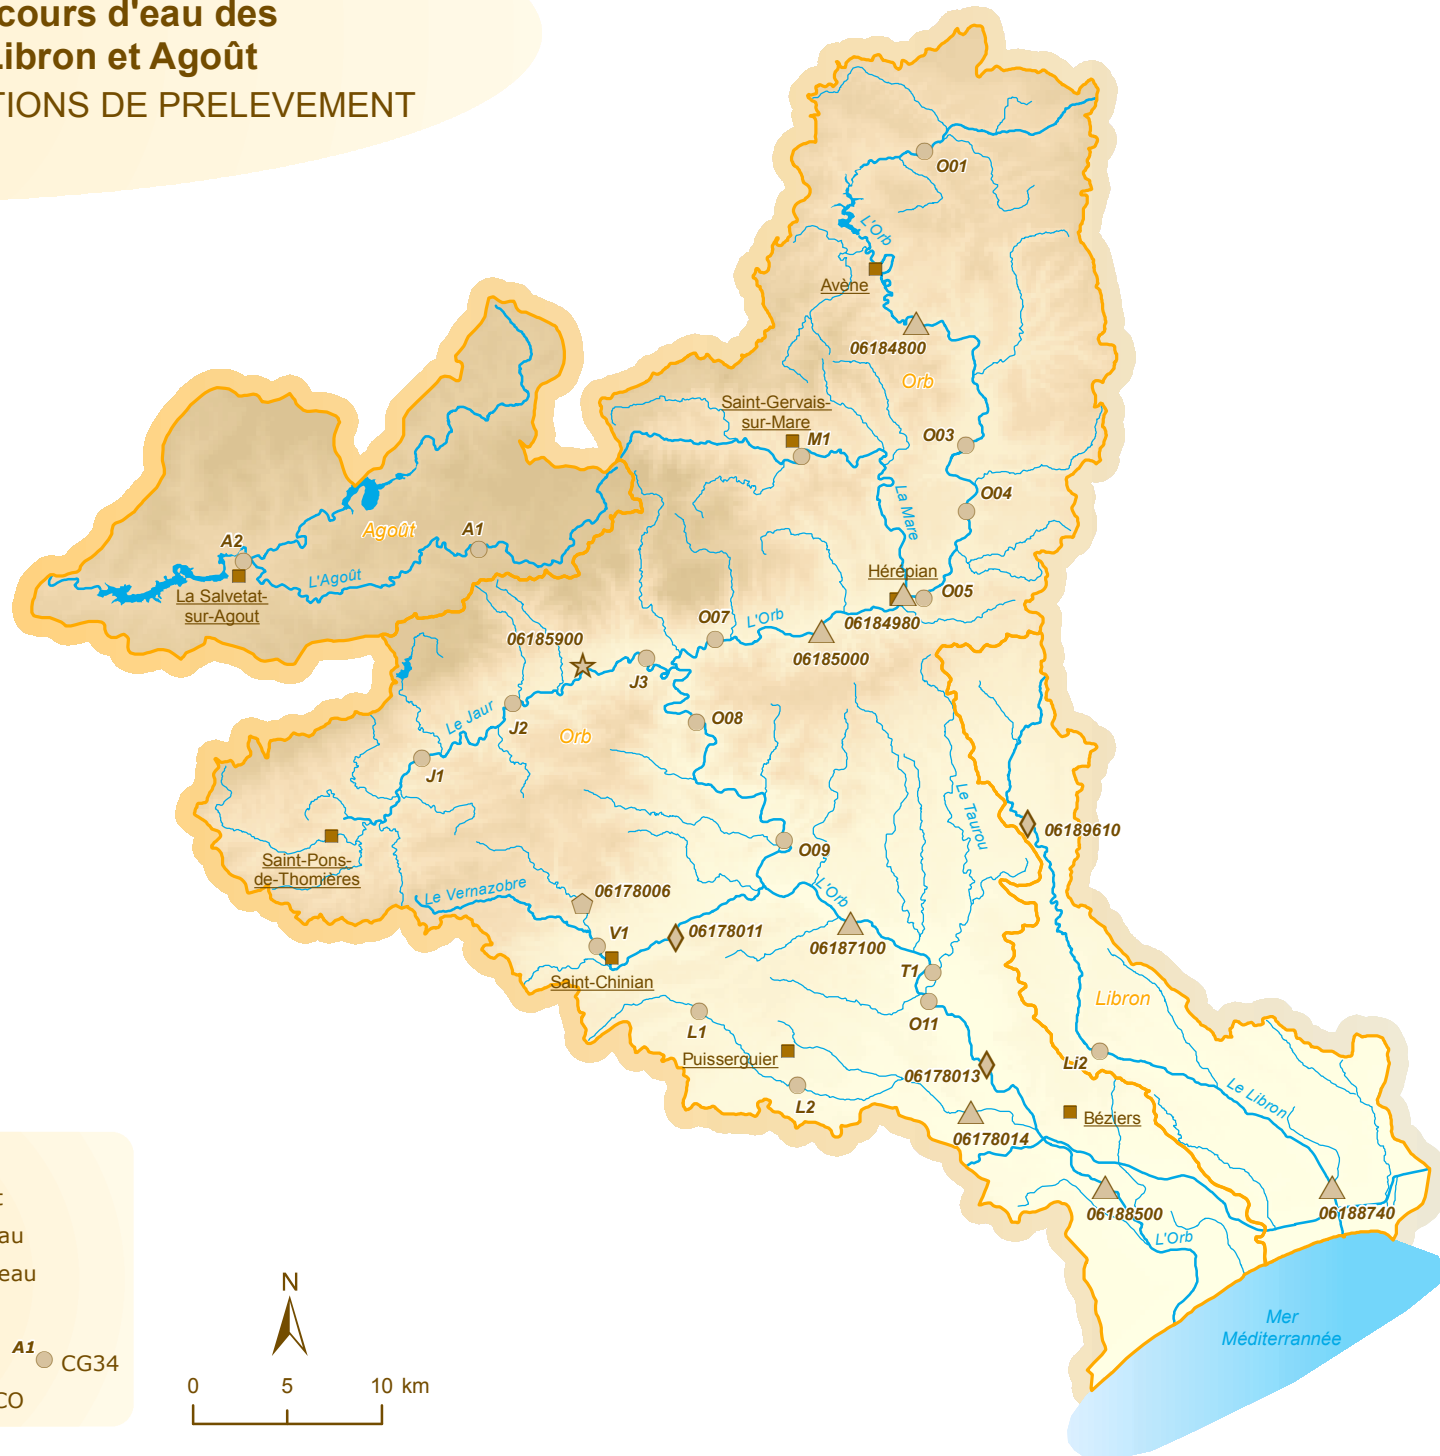 cours d'eau des
Libron et Agoût
TIONS DE PRELEVEMENT
O01
L'Orb
Avène
06184800
Orb
Saint-Gervais-
sur-Mare
M1
O03
O04
La Mare
Agoût
A1
A2
L'Agoût
La Salvetat-
sur-Agout
Hérépian
O05
06184980
O07
L'Orb
06185000
06185900
J3
Le Jaur
J2
O08
Orb
J1
Le Taurou
06189610
O09
Saint-Pons-
de-Thomières
Le Vernazobre
06178006
L'Orb
V1
06178011
06187100
Saint-Chinian
T1
Libron
L1
O11
Puisserguier
Li2
06178013
L2
Le Libron
Béziers
06178014
06188500
06188740
L'Orb
Mer
Méditerrannée
t
au
eau
A1
CG34
CO
N
0 5 10 km